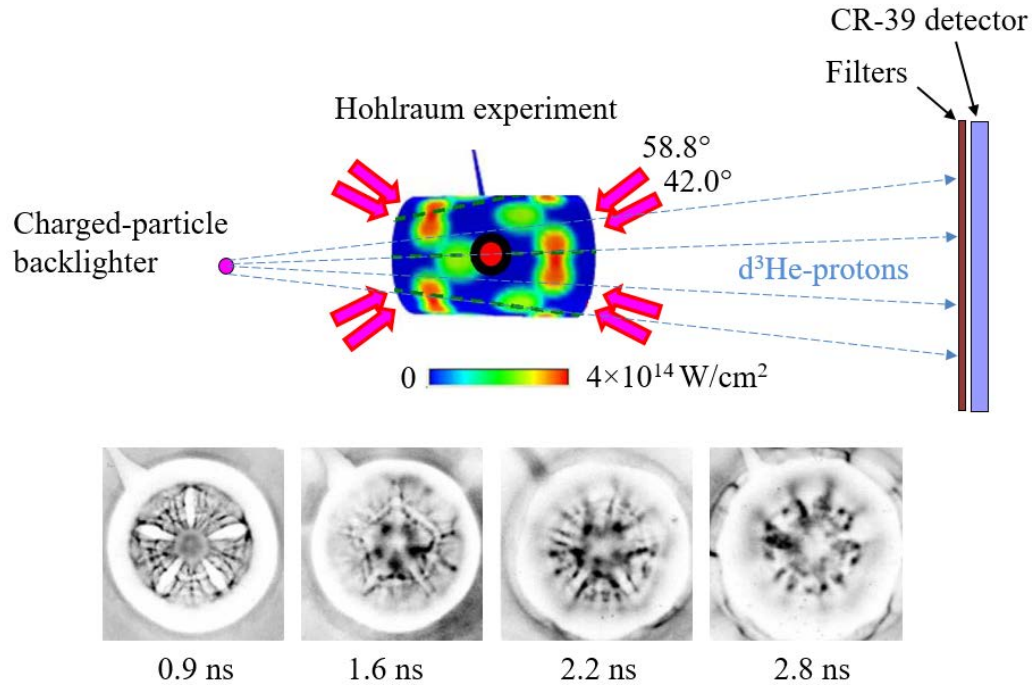 CR-39 detector
Filters
Hohlraum experiment
58.8°
42.0°
Charged-particle
backlighter
d³He-protons
0
4×10¹⁴ W/cm²
0.9 ns
1.6 ns
2.2 ns
2.8 ns